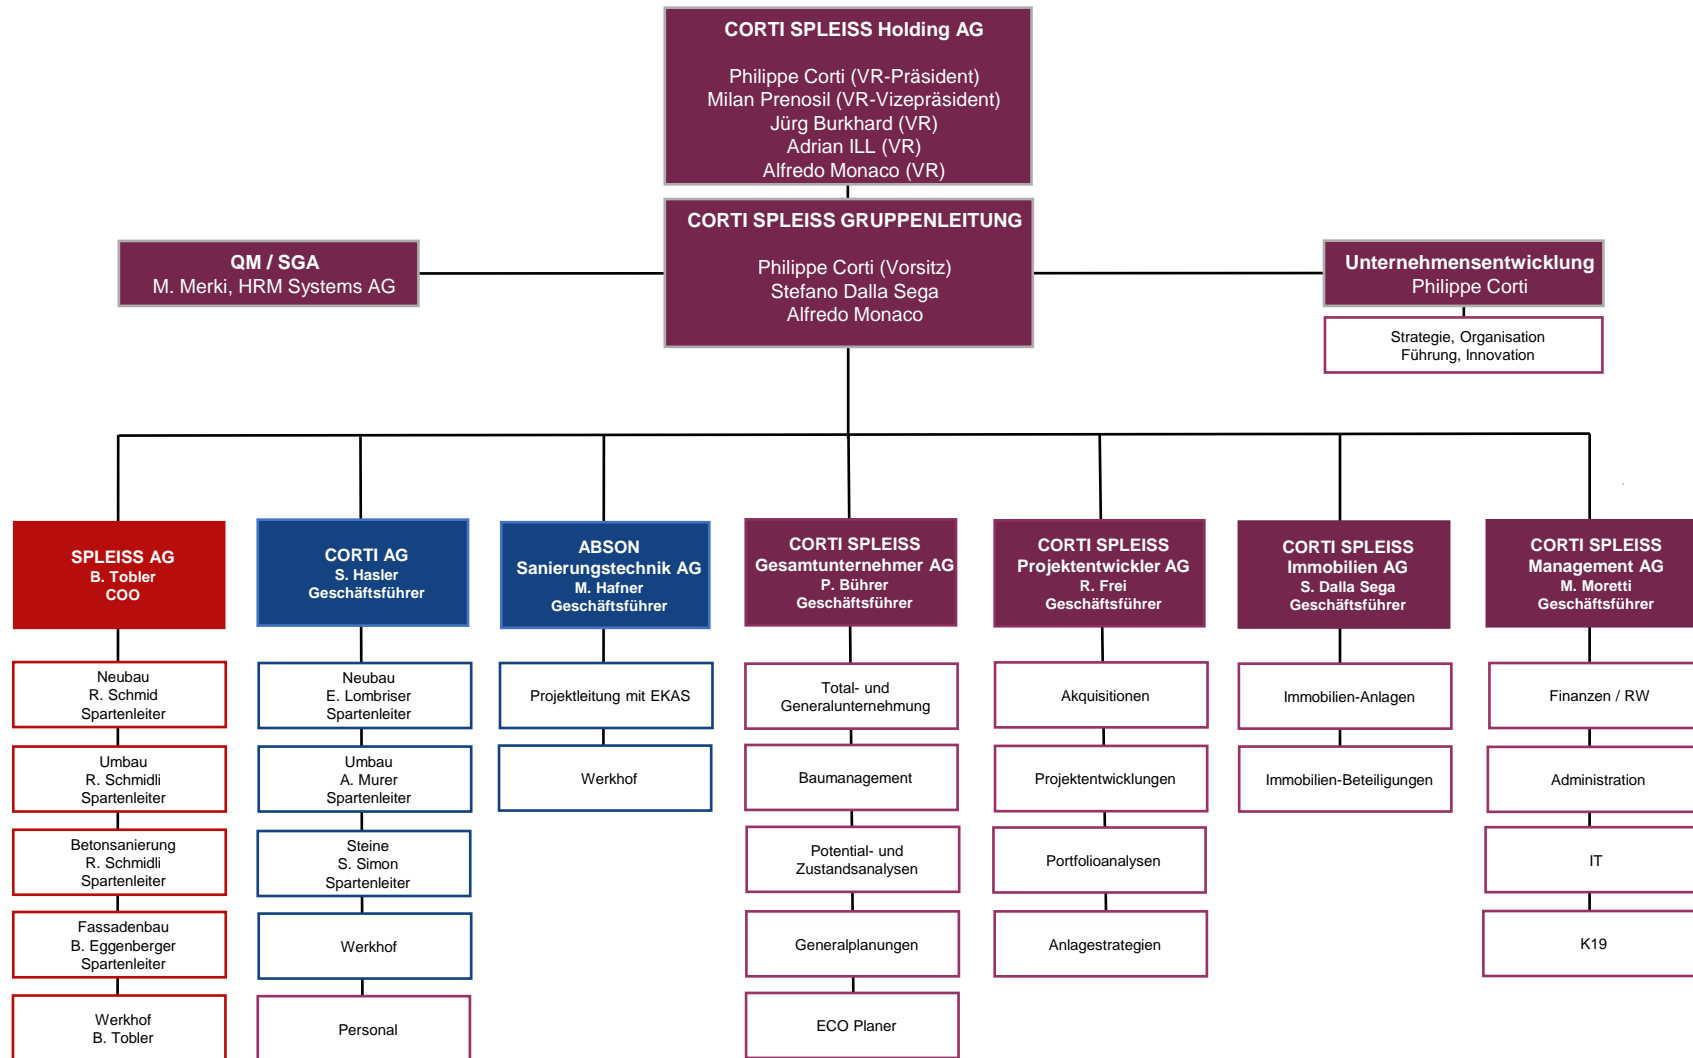 CORTI SPLEISS Holding AG
Philippe Corti (VR-Präsident)
Milan Prenosil (VR-Vizepräsident)
Jürg Burkhard (VR)
Adrian ILL (VR)
Alfredo Monaco (VR)
CORTI SPLEISS GRUPPENLEITUNG
Philippe Corti (Vorsitz)
Stefano Dalla Sega
Alfredo Monaco
QM / SGA
M. Merki, HRM Systems AG
Unternehmensentwicklung
Philippe Corti
Strategie, Organisation
Führung, Innovation
SPLEISS AG
B. Tobler
COO
Neubau
R. Schmid
Spartenleiter
Umbau
R. Schmidli
Spartenleiter
Betonsanierung
R. Schmidli
Spartenleiter
Fassadenbau
B. Eggenberger
Spartenleiter
Werkhof
B. Tobler
CORTI AG
S. Hasler
Geschäftsführer
Neubau
E. Lombriser
Spartenleiter
Umbau
A. Murer
Spartenleiter
Steine
S. Simon
Spartenleiter
Werkhof
Personal
ABSON
Sanierungstechnik AG
M. Hafner
Geschäftsführer
Projektleitung mit EKAS
Werkhof
CORTI SPLEISS
Gesamtunternehmer AG
P. Bührer
Geschäftsführer
Total- und
Generalunternehmung
Baumanagement
Potential- und
Zustandsanalysen
Generalplanungen
ECO Planer
CORTI SPLEISS
Projektentwickler AG
R. Frei
Geschäftsführer
Akquisitionen
Projektentwicklungen
Portfolioanalysen
Anlagestrategien
CORTI SPLEISS
Immobilien AG
S. Dalla Sega
Geschäftsführer
Immobilien-Anlagen
Immobilien-Beteiligungen
CORTI SPLEISS
Management AG
M. Moretti
Geschäftsführer
Finanzen / RW
Administration
IT
K19